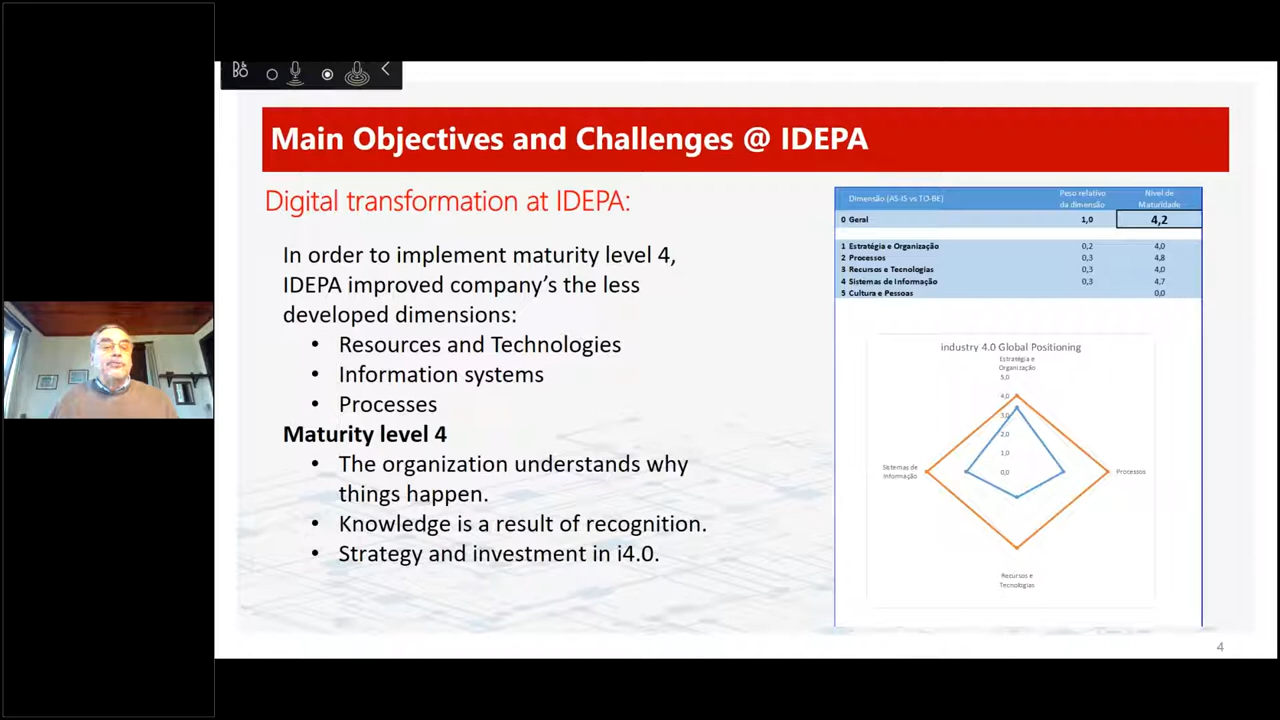 Main Objectives and Challenges @ IDEPA
Digital transformation at IDEPA:
In order to implement maturity level 4,
IDEPA improved company's the less
developed dimensions:
• Resources and Technologies
• Information systems
• Processes
Maturity level 4
• The organization understands why
things happen.
• Knowledge is a result of recognition.
• Strategy and investment in i4.0.
Dimensão (AS-IS vs TO-BE) Peso relativo da dimensão Nível de Maturidade
0 Geral 1,0 4,2
1 Estratégia e Organização 0,2 4,0
2 Processos 0,3 4,8
3 Recursos e Tecnologias 0,3 4,0
4 Sistemas de Informação 0,3 4,7
5 Cultura e Pessoas 0,0
industry 4.0 Global Positioning
Estratégia e
Organização
5,0
4,0
3,0
2,0
1,0
0,0
Sistemas de
Informação
Processos
Recursos e
Tecnologias
4